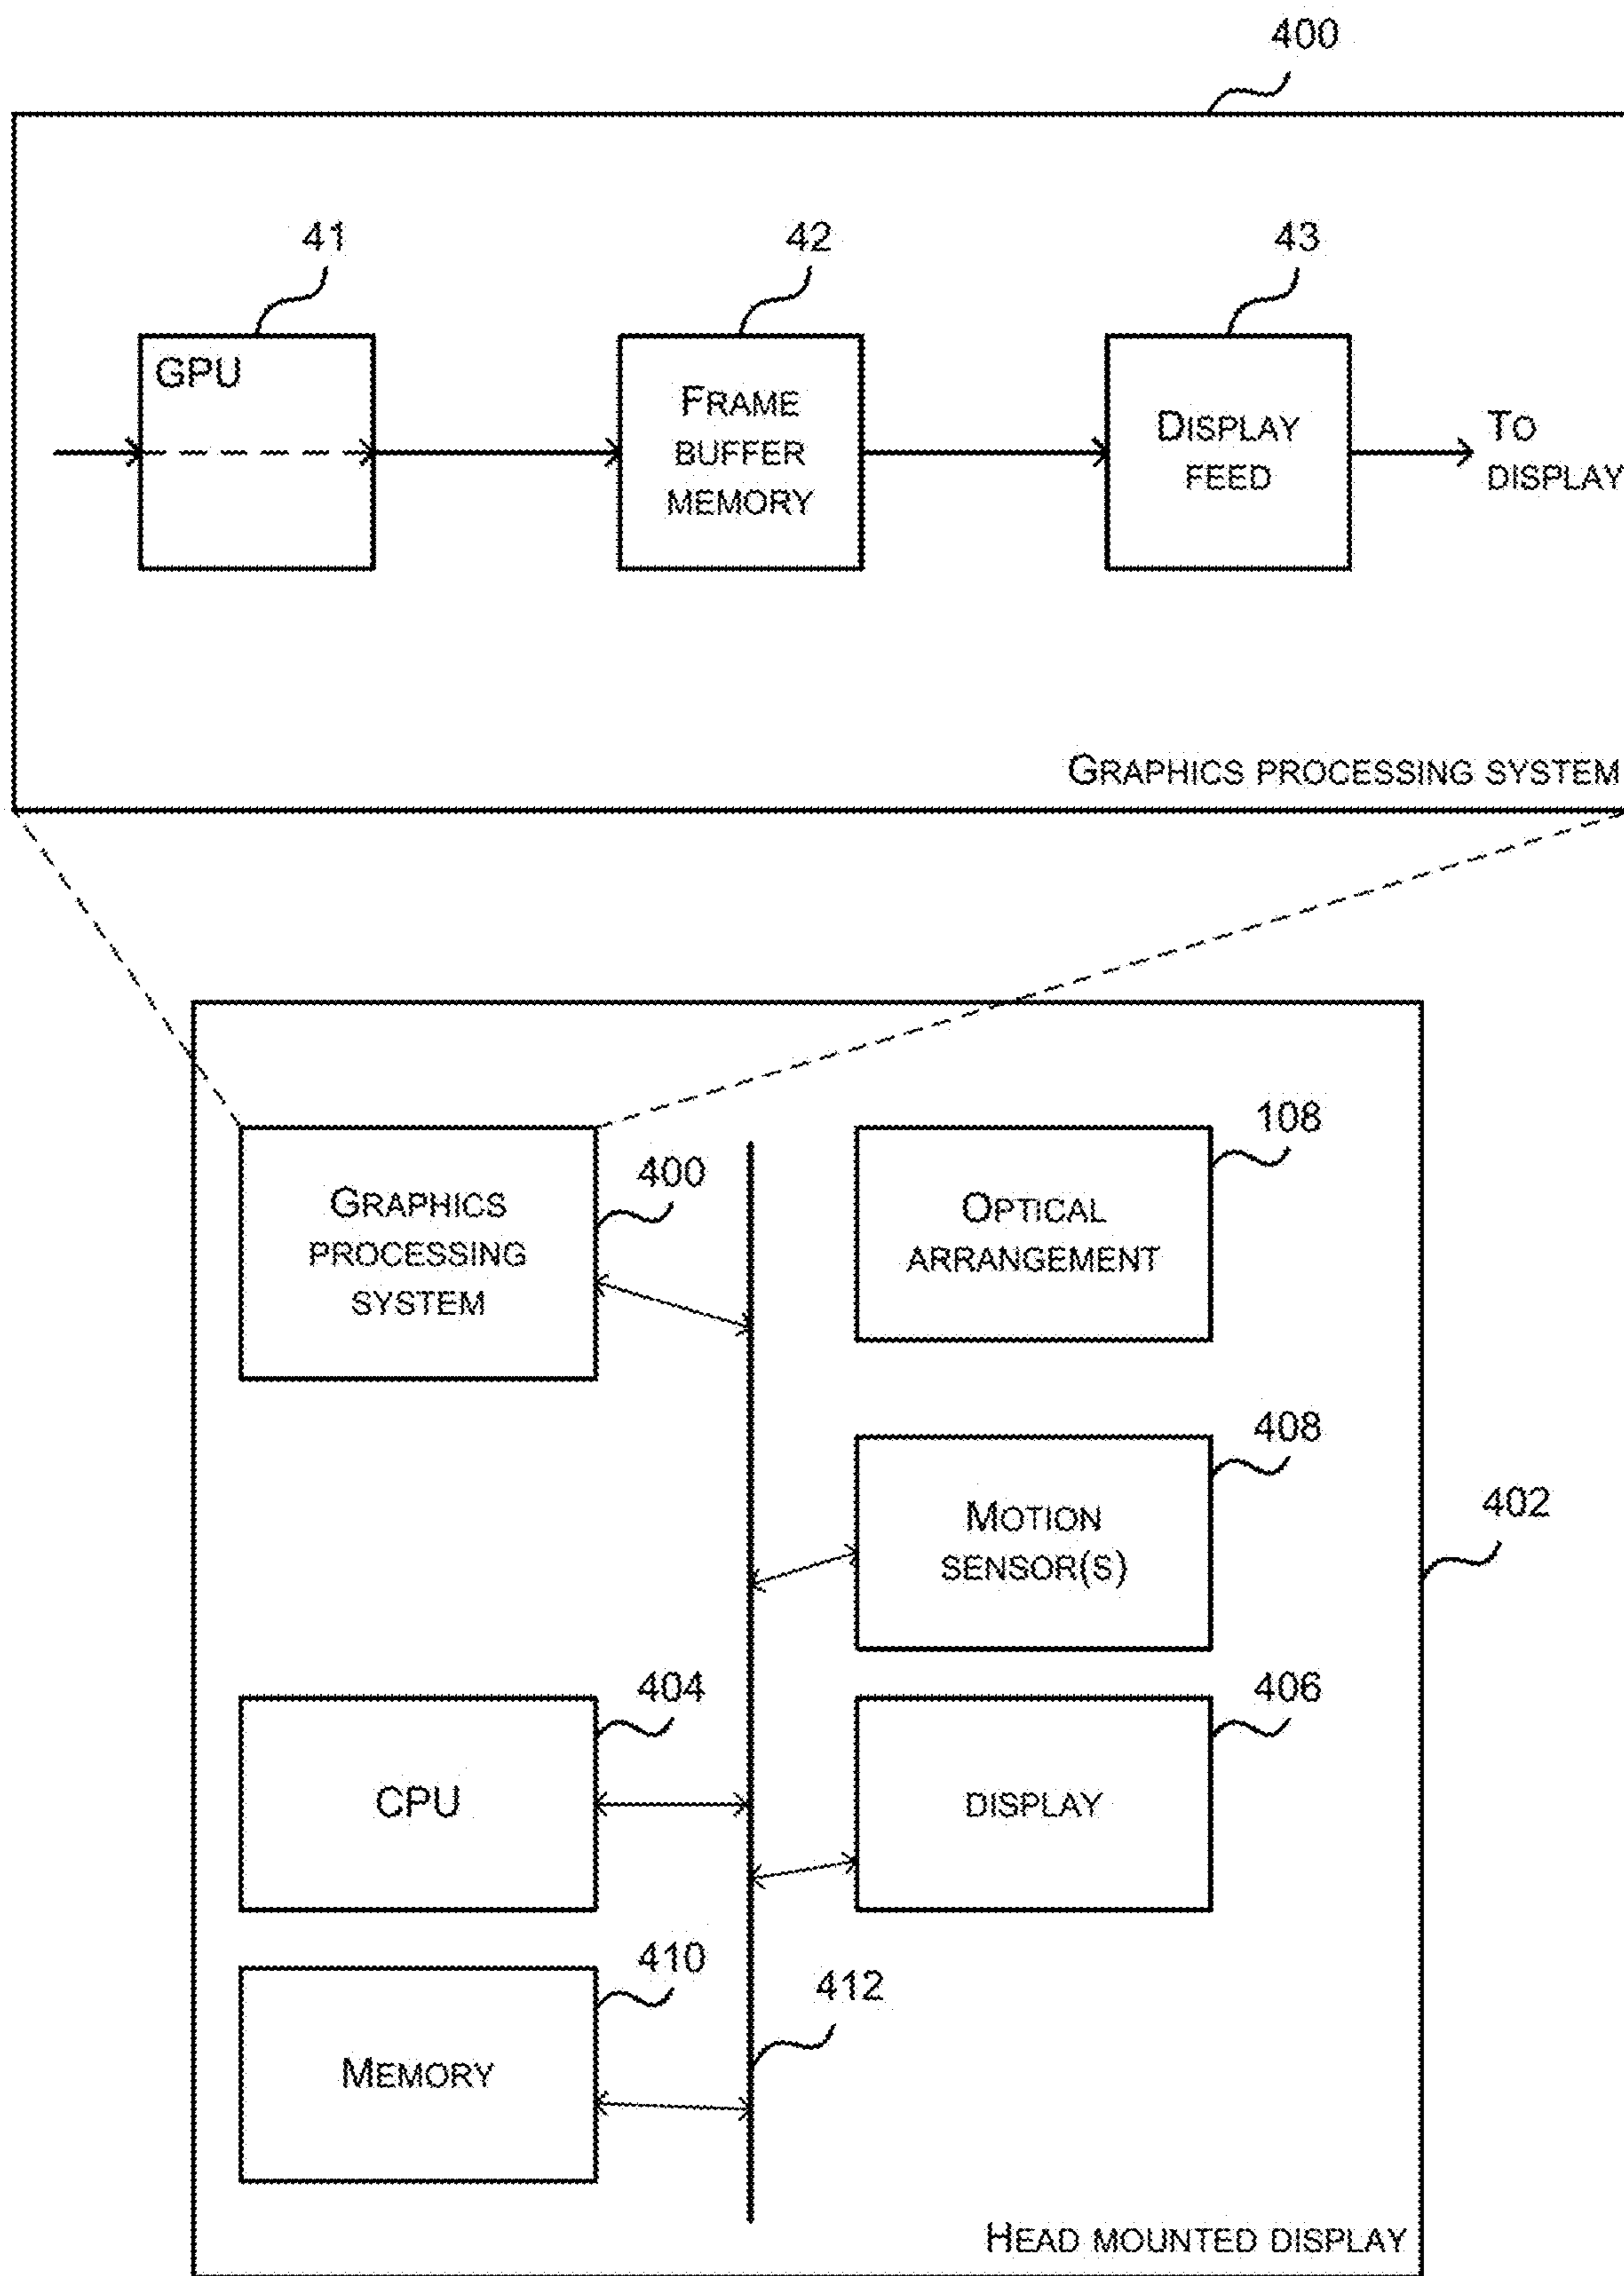 400
41
42
43
GPU
FRAME
BUFFER
MEMORY
DISPLAY
FEED
TO
DISPLAY
GRAPHICS PROCESSING SYSTEM
400
GRAPHICS
PROCESSING
SYSTEM
108
OPTICAL
ARRANGEMENT
408
MOTION
SENSOR(S)
402
404
CPU
406
DISPLAY
410
MEMORY
412
HEAD MOUNTED DISPLAY